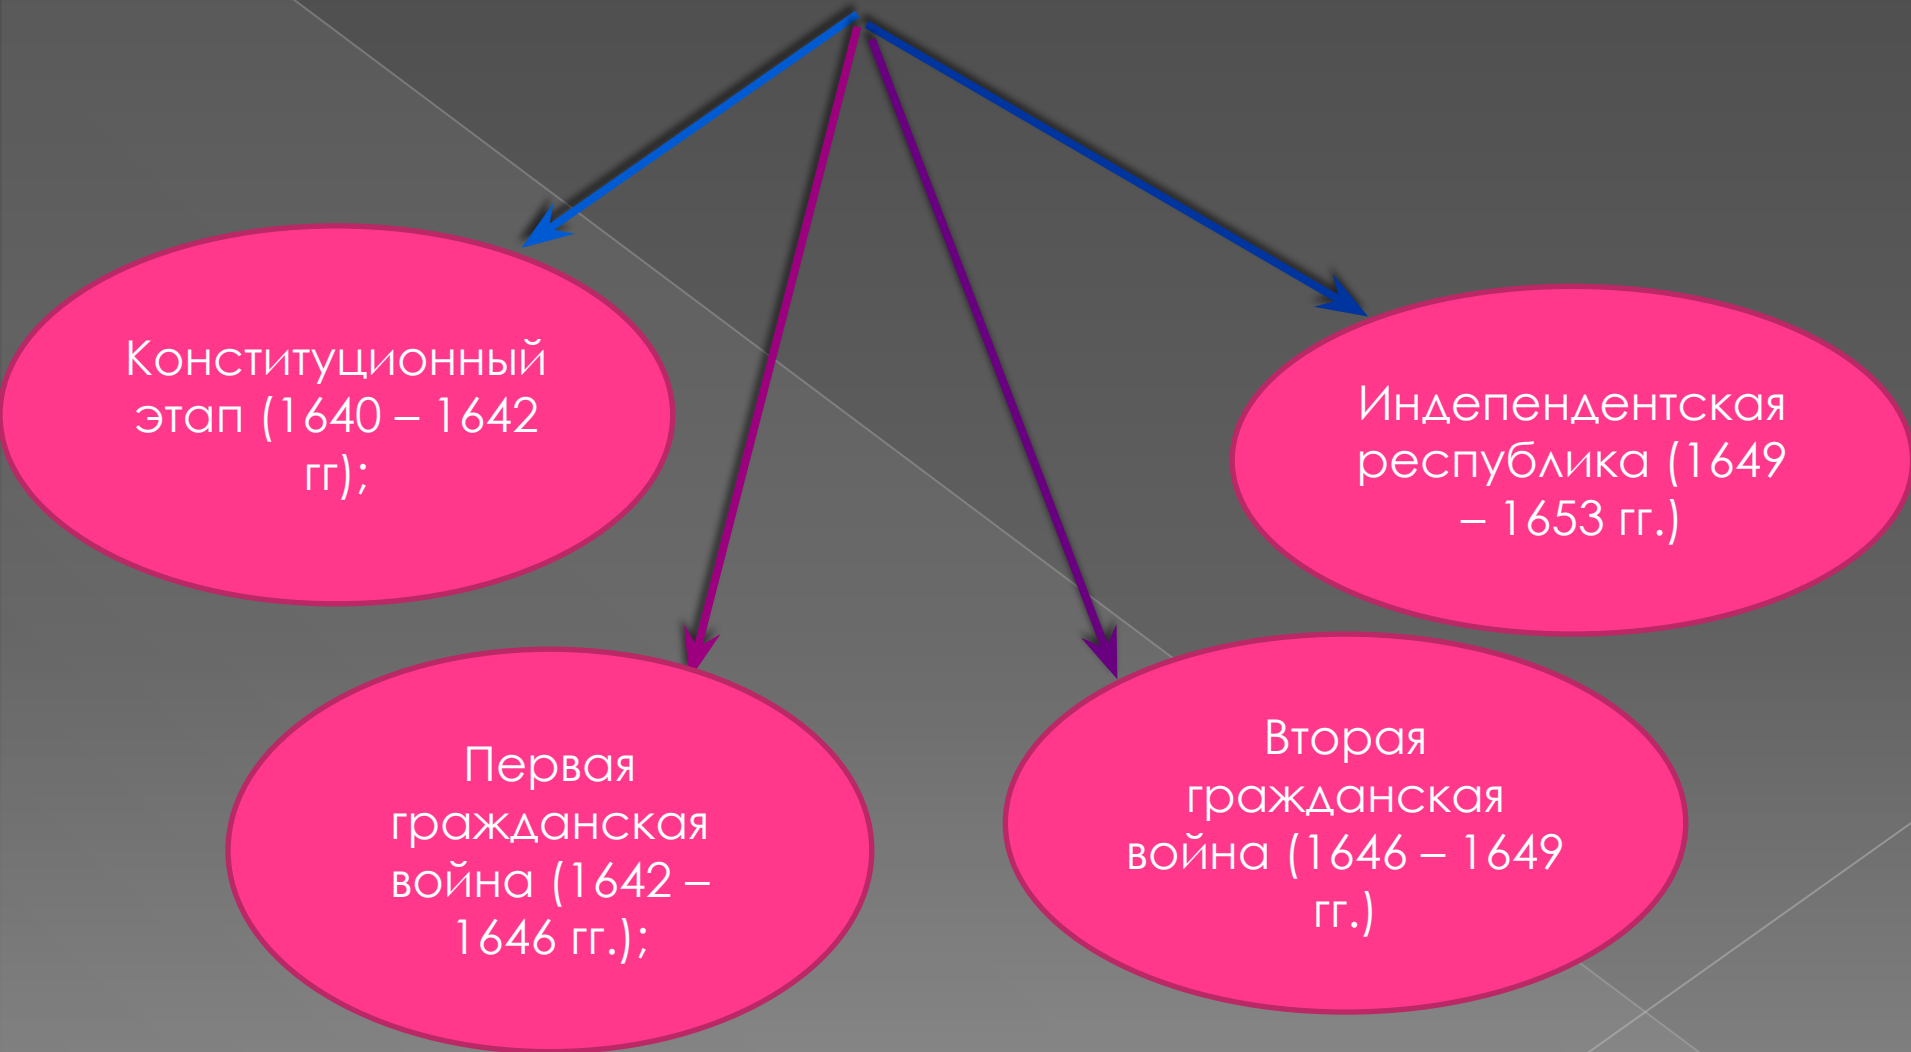 Конституционный
этап (1640 – 1642
гг);
Индепендентская
республика (1649
– 1653 гг.)
Первая
гражданская
война (1642 –
1646 гг.);
Вторая
гражданская
война (1646 – 1649
гг.)